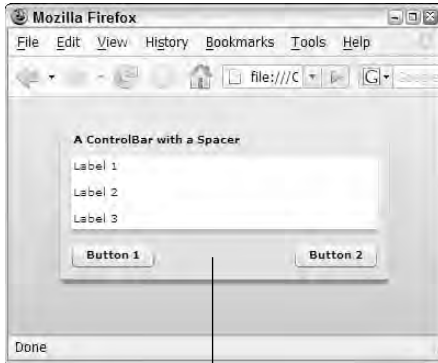 Mozilla Firefox
File Edit View History Bookmarks Tools Help
file:///C G
A ControlBar with a Spacer
Label 1
Label 2
Label 3
Button 1 Button 2
Done